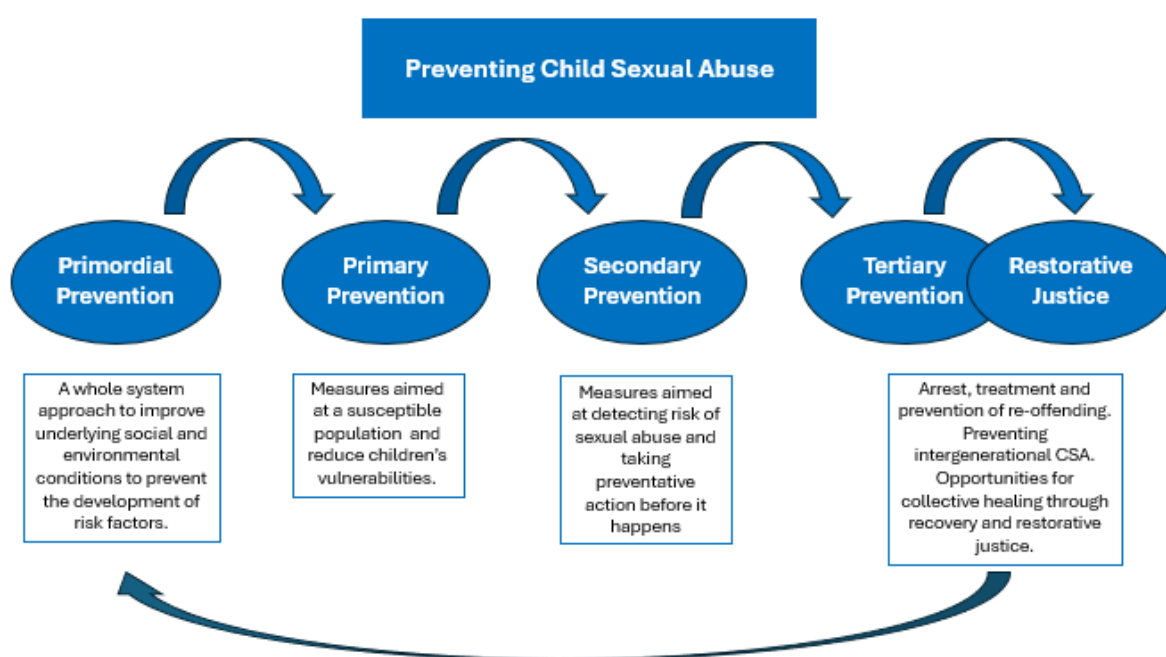 Preventing Child Sexual Abuse
Primordial
Prevention
Primary
Prevention
Secondary
Prevention
Tertiary
Prevention
Restorative
Justice
A whole system
approach to improve
underlying social and
environmental
conditions to prevent
the development of
risk factors.
Measures aimed
at a susceptible
population and
reduce children's
vulnerabilities.
Measures aimed
at detecting risk of
sexual abuse and
taking
preventative
action before it
happens
Arrest, treatment and
prevention of re-offending.
Preventing
intergenerational CSA.
Opportunities for
collective healing through
recovery and restorative
justice.